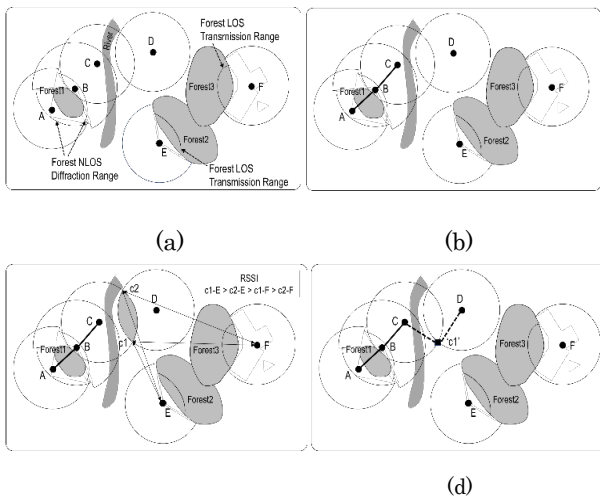 Forest LOS
Transmission Range
River
D
C
Forest1
B
A
Forest3
F
Forest2
E
Forest NLOS
Diffraction Range
Forest LOS
Transmission Range
(a)
D
C
Forest1
B
A
Forest3
F
Forest2
E
(b)
RSSI
c1-E > c2-E > c1-F > c2-F
c2
D
C
c1
Forest1
B
A
Forest3
F
Forest2
E
D
C
c1'
Forest1
B
A
Forest3
F
Forest2
E
(d)